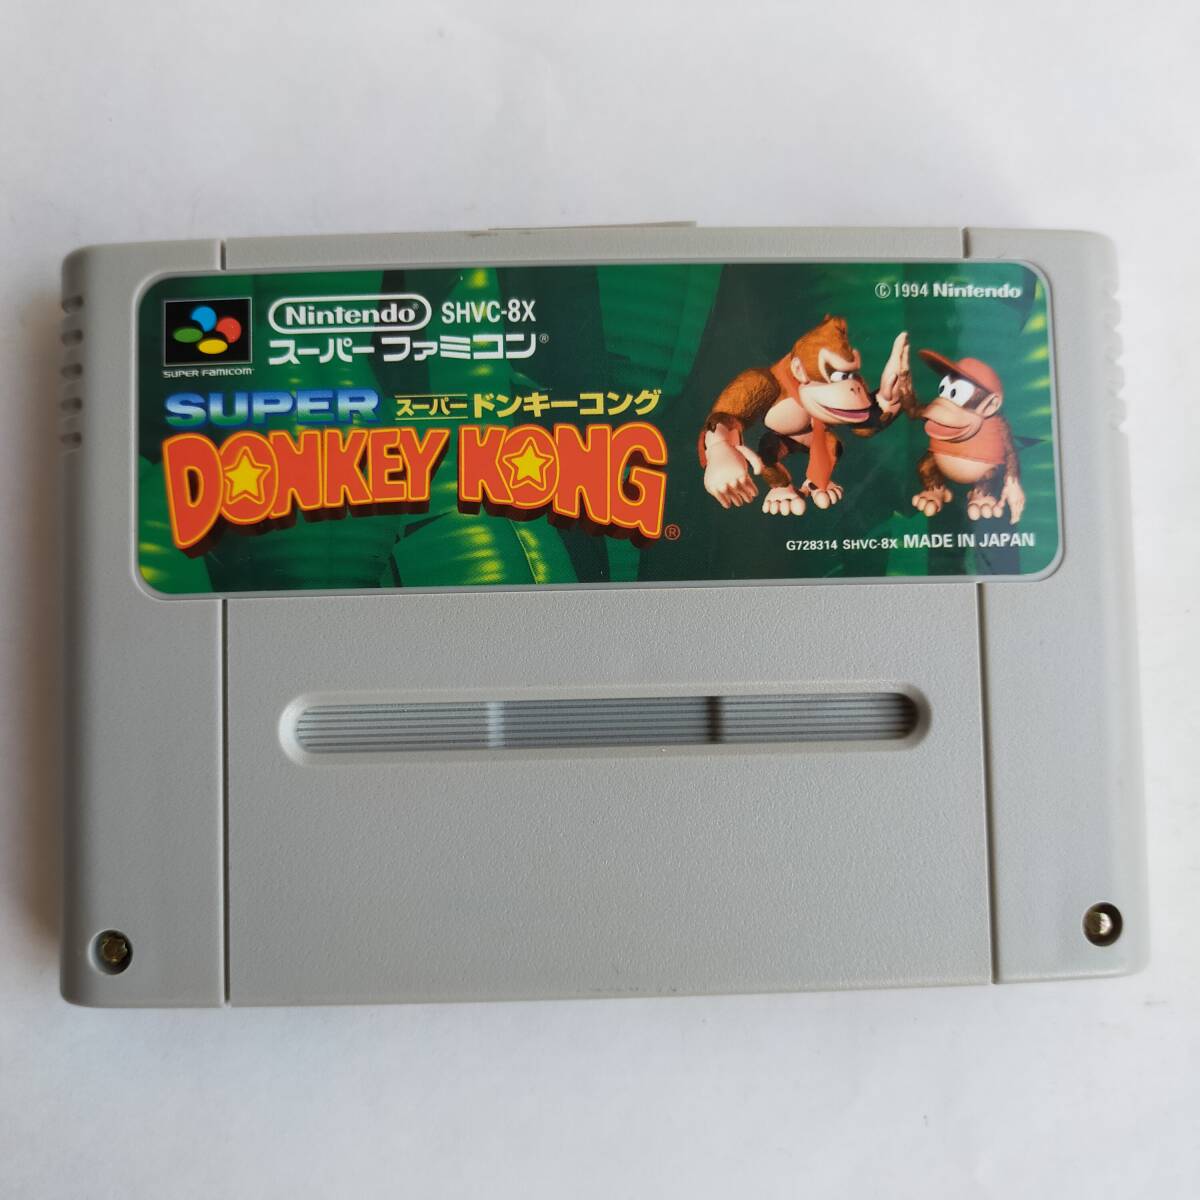 SUPER FAMICOM
Nintendo® SHVC-8X
スーパーファミコン®
© 1994 Nintendo
SUPER スーパードンキーコング
DONKEY KONG®
G728314 SHVC-8X MADE IN JAPAN